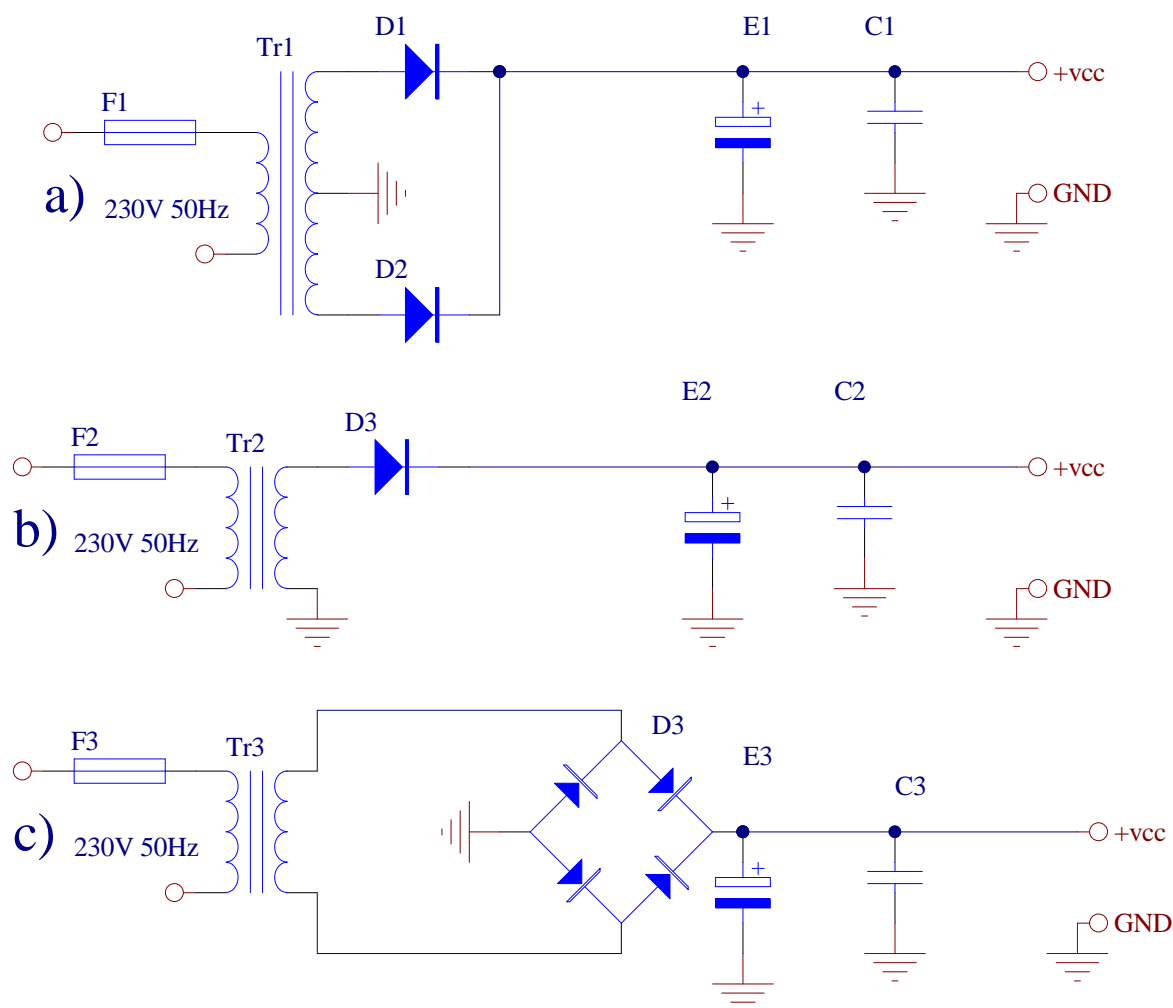 D1
E1
C1
Tr1
+vcc
F1
+
a)
230V 50Hz
GND
D2
E2
C2
D3
F2
Tr2
+vcc
+
b)
230V 50Hz
GND
D3
F3
Tr3
E3
C3
c)
230V 50Hz
+vcc
+
GND